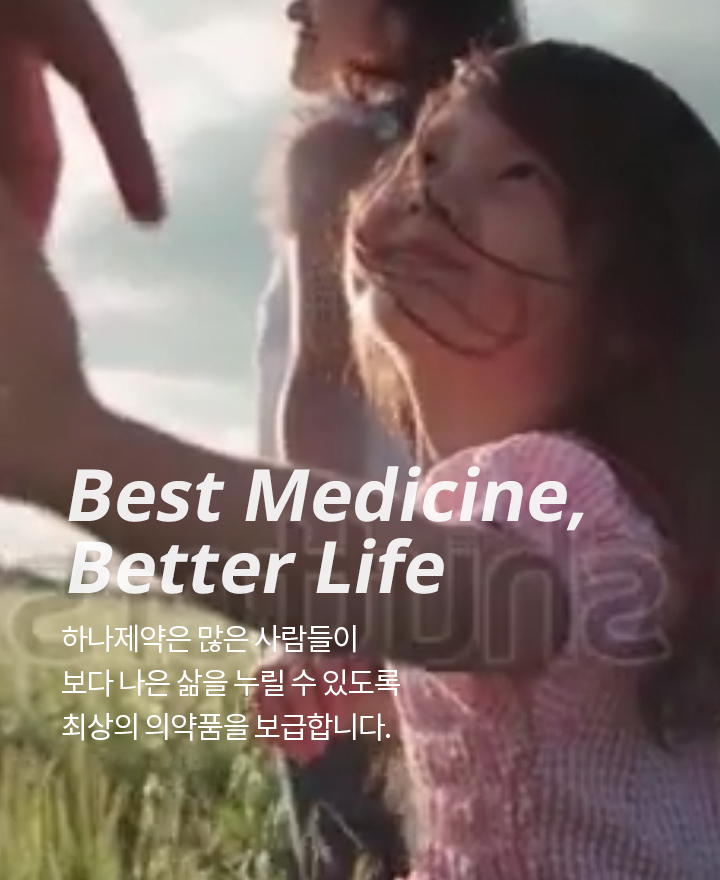 Best Medicine,
Better Life
하나제약은 많은 사람들이
보다 나은 삶을 누릴 수 있도록
최상의 의약품을 보급합니다.